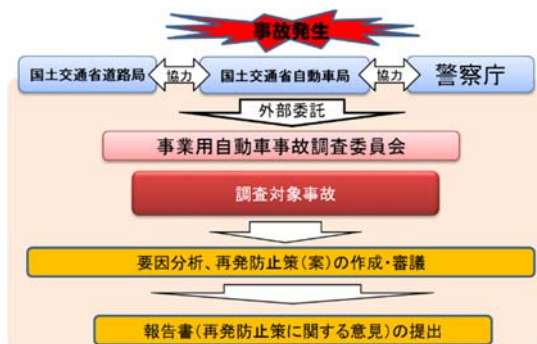 事故発生
国土交通省道路局 協力 国土交通省自動車局 協力 警察庁
外部委託
事業用自動車事故調査委員会
調査対象事故
要因分析、再発防止策(案)の作成・審議
報告書(再発防止策に関する意見)の提出